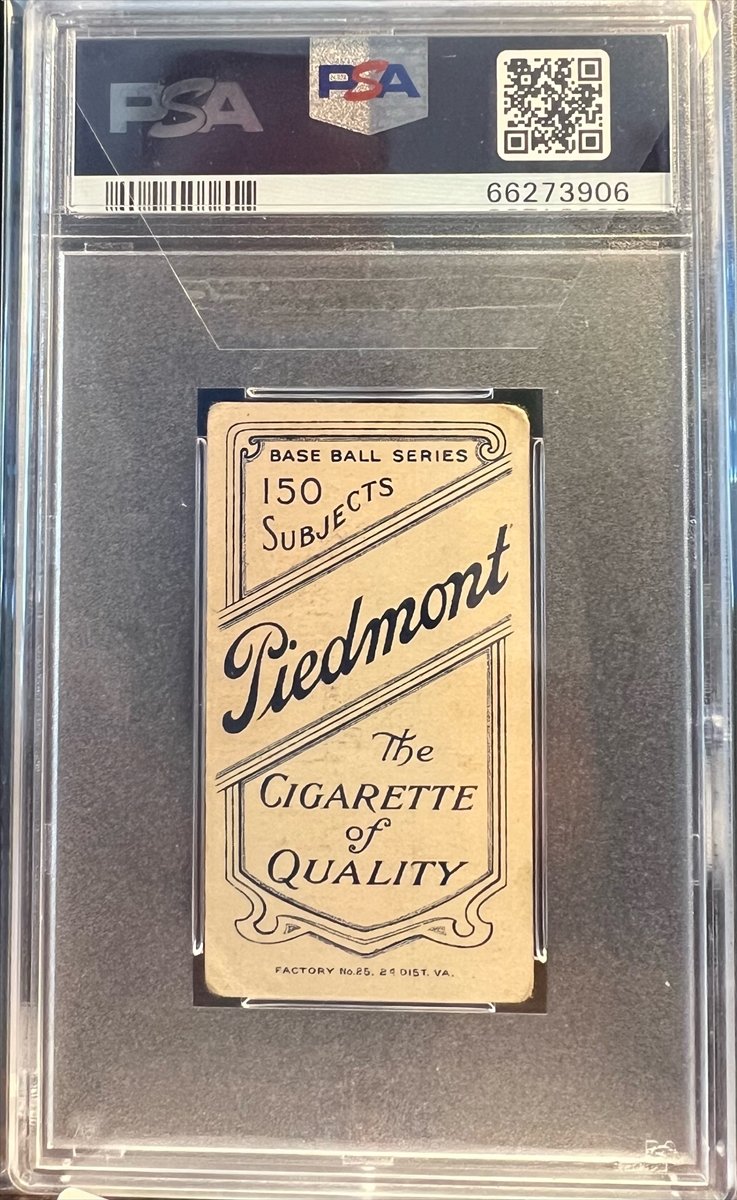 PSA
PSA
66273906
BASE BALL SERIES
150
SUBJECTS
Piedmont
The
CIGARETTE
of
QUALITY
FACTORY No.25. 2d DIST. VA.